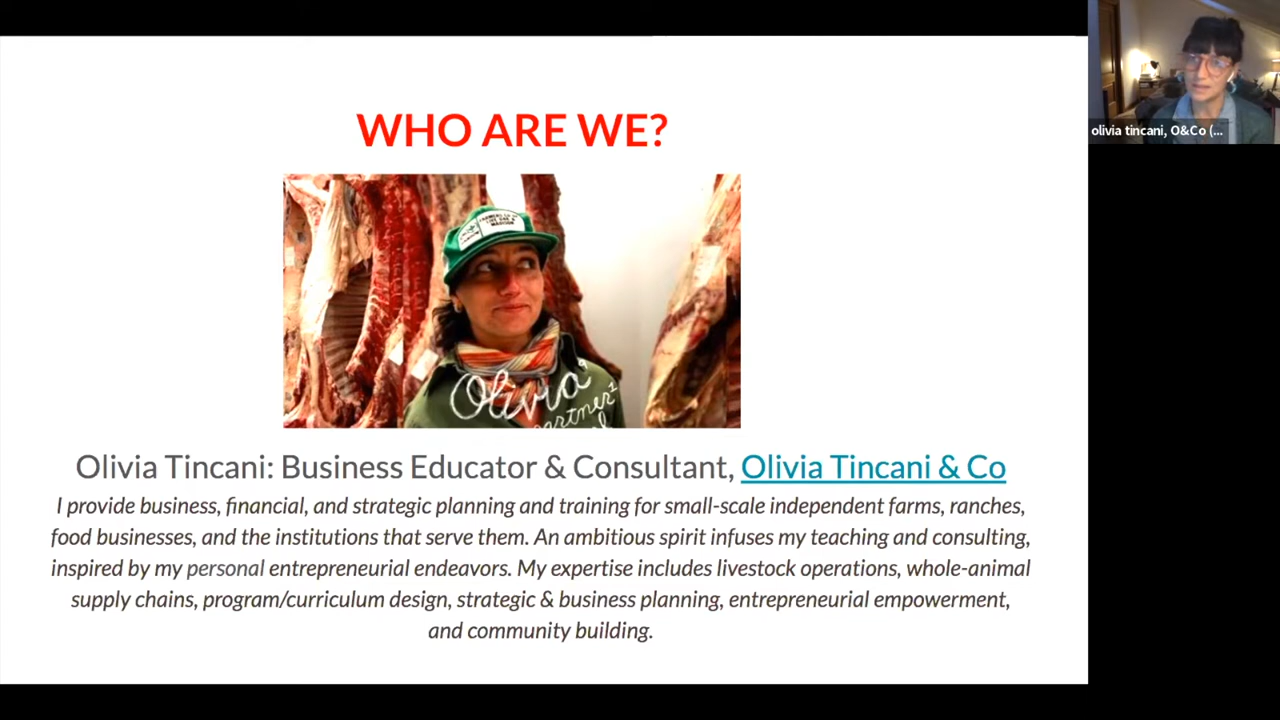 WHO ARE WE?
Olivia
Olivia Tincani: Business Educator & Consultant, Olivia Tincani & Co
I provide business, financial, and strategic planning and training for small-scale independent farms, ranches,
food businesses, and the institutions that serve them. An ambitious spirit infuses my teaching and consulting,
inspired by my personal entrepreneurial endeavors. My expertise includes livestock operations, whole-animal
supply chains, program/curriculum design, strategic & business planning, entrepreneurial empowerment,
and community building.
olivia tincani, O&Co (...